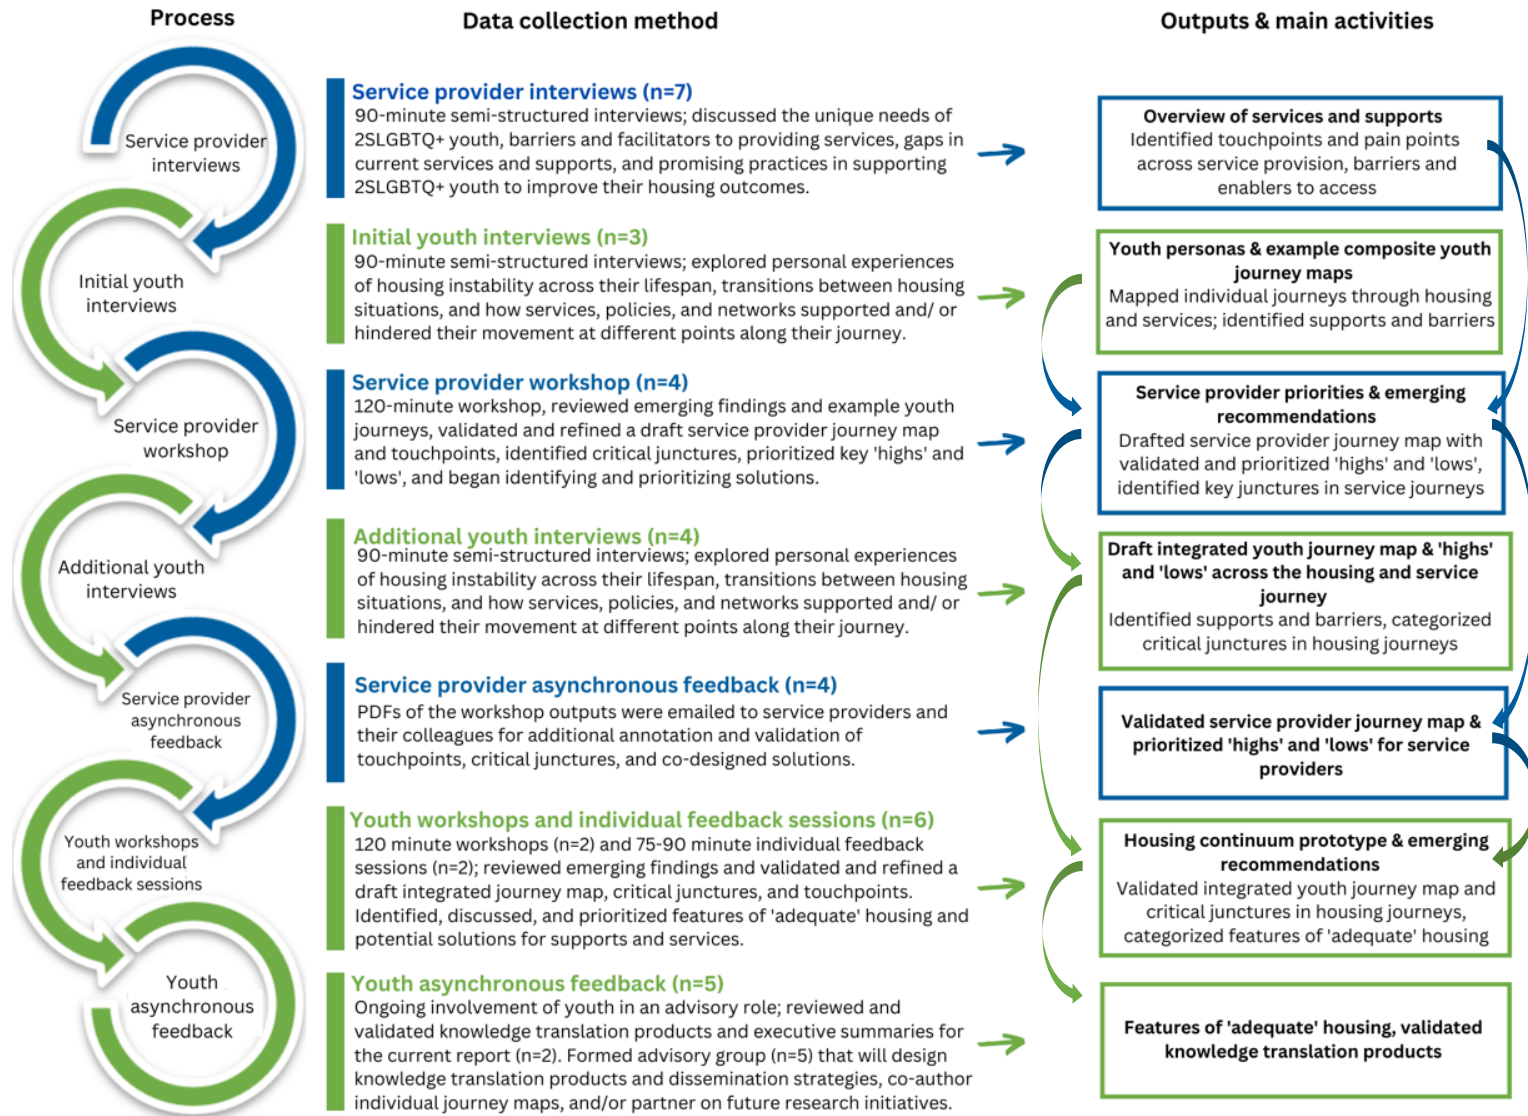 Process
Data collection method
Outputs & main activities
Service provider
interviews
Service provider interviews (n=7)
90-minute semi-structured interviews; discussed the unique needs of
2SLGBTQ+ youth, barriers and facilitators to providing services, gaps in
current services and supports, and promising practices in supporting
2SLGBTQ+ youth to improve their housing outcomes.
Overview of services and supports
Identified touchpoints and pain points
across service provision, barriers and
enablers to access
Initial youth
interviews
Initial youth interviews (n=3)
90-minute semi-structured interviews; explored personal experiences
of housing instability across their lifespan, transitions between housing
situations, and how services, policies, and networks supported and/ or
hindered their movement at different points along their journey.
Youth personas & example composite youth
journey maps
Mapped individual journeys through housing
and services; identified supports and barriers
Service provider
workshop
Service provider workshop (n=4)
120-minute workshop, reviewed emerging findings and example youth
journeys, validated and refined a draft service provider journey map
and touchpoints, identified critical junctures, prioritized key 'highs' and
'lows', and began identifying and prioritizing solutions.
Service provider priorities & emerging
recommendations
Drafted service provider journey map with
validated and prioritized 'highs' and 'lows',
identified key junctures in service journeys
Additional youth
interviews
Additional youth interviews (n=4)
90-minute semi-structured interviews; explored personal experiences
of housing instability across their lifespan, transitions between housing
situations, and how services, policies, and networks supported and/ or
hindered their movement at different points along their journey.
Draft integrated youth journey map & 'highs'
and 'lows' across the housing and service
journey
Identified supports and barriers, categorized
critical junctures in housing journeys
Service provider
asynchronous
feedback
Service provider asynchronous feedback (n=4)
PDFs of the workshop outputs were emailed to service providers and
their colleagues for additional annotation and validation of
touchpoints, critical junctures, and co-designed solutions.
Validated service provider journey map &
prioritized 'highs' and 'lows' for service
providers
Youth workshops
and individual
feedback sessions
Youth workshops and individual feedback sessions (n=6)
120 minute workshops (n=2) and 75-90 minute individual feedback
sessions (n=2); reviewed emerging findings and validated and refined a
draft integrated journey map, critical junctures, and touchpoints.
Identified, discussed, and prioritized features of 'adequate' housing and
potential solutions for supports and services.
Housing continuum prototype & emerging
recommendations
Validated integrated youth journey map and
critical junctures in housing journeys,
categorized features of 'adequate' housing
Youth
asynchronous
feedback
Youth asynchronous feedback (n=5)
Ongoing involvement of youth in an advisory role; reviewed and
validated knowledge translation products and executive summaries for
the current report (n=2). Formed advisory group (n=5) that will design
knowledge translation products and dissemination strategies, co-author
individual journey maps, and/or partner on future research initiatives.
Features of 'adequate' housing, validated
knowledge translation products